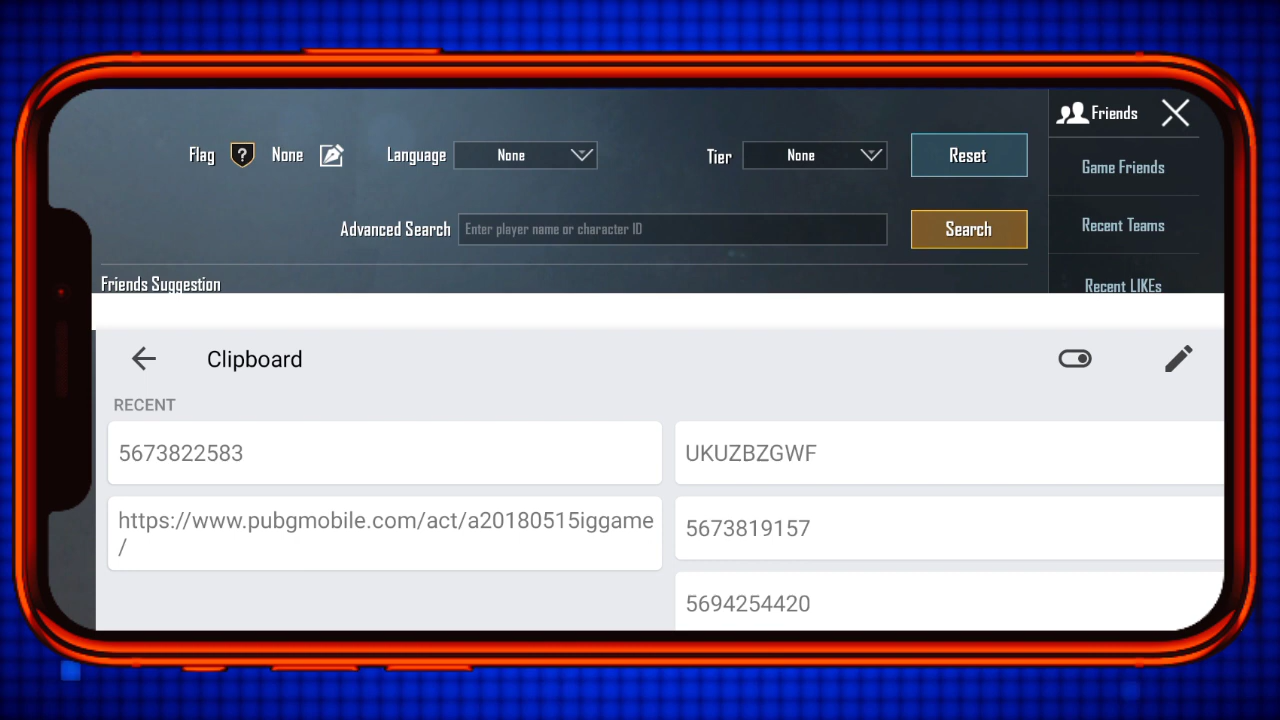 Flag ? None Language None Tier None Reset
Friends
Game Friends
Advanced Search Enter player name or character ID Search
Recent Teams
Friends Suggestion
Recent LIKEs
Clipboard
RECENT
5673822583
UKUZBZGWF
https://www.pubgmobile.com/act/a20180515iggame
/
5673819157
5694254420